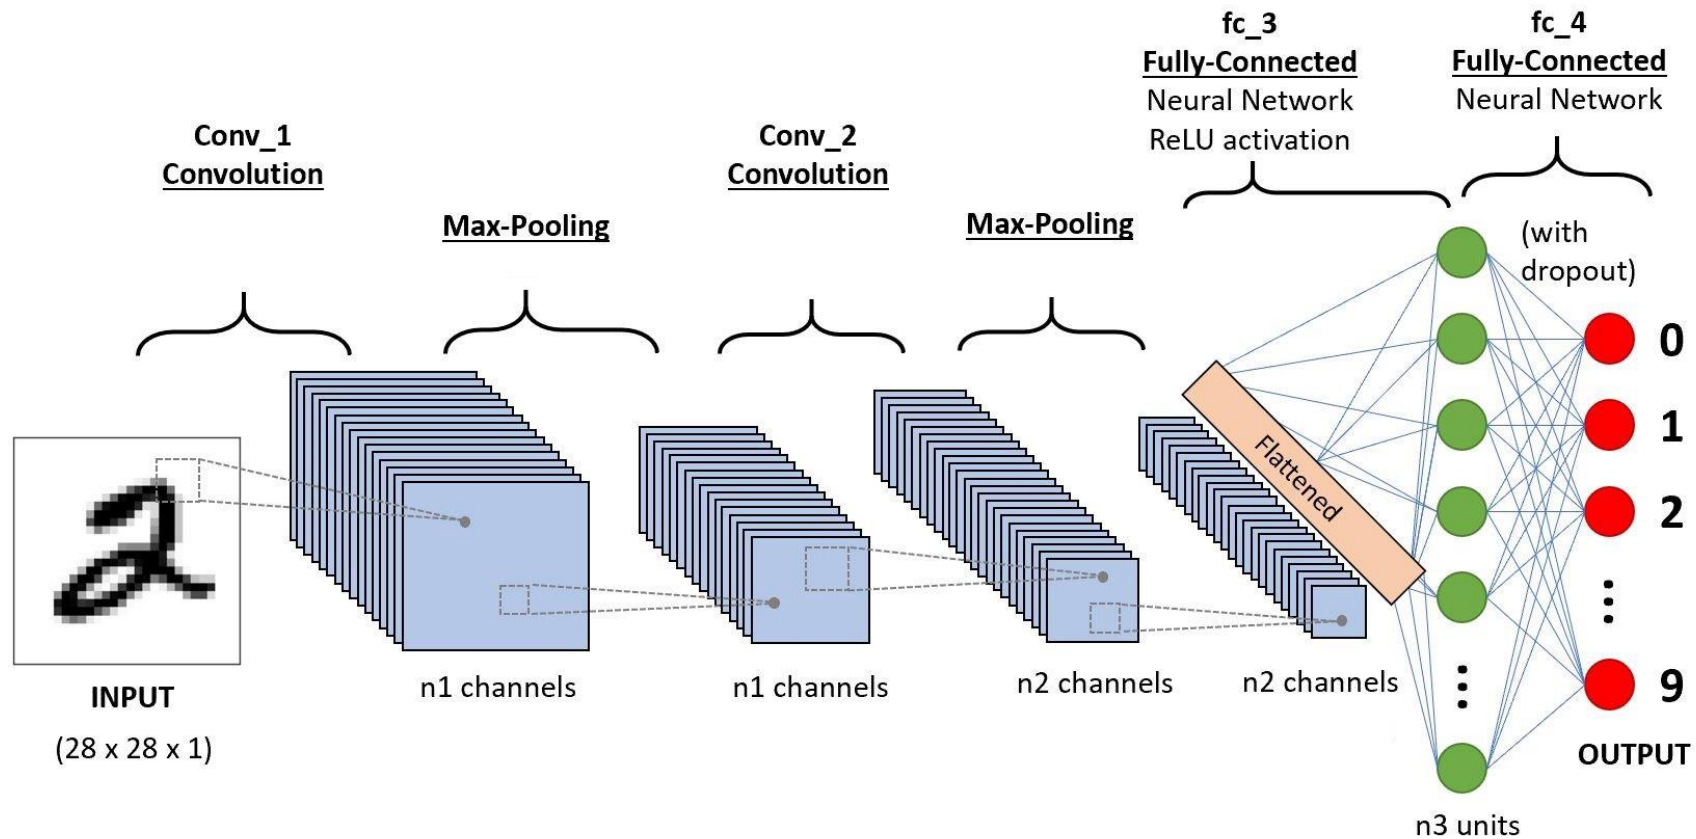 fc_3
Fully-Connected
Neural Network
ReLU activation
fc_4
Fully-Connected
Neural Network
Conv_1
Convolution
Conv_2
Convolution
Max-Pooling
Max-Pooling
(with
dropout)
0
1
2
9
Flattened
INPUT
(28 x 28 x 1)
n1 channels
n1 channels
n2 channels
n2 channels
OUTPUT
n3 units
2